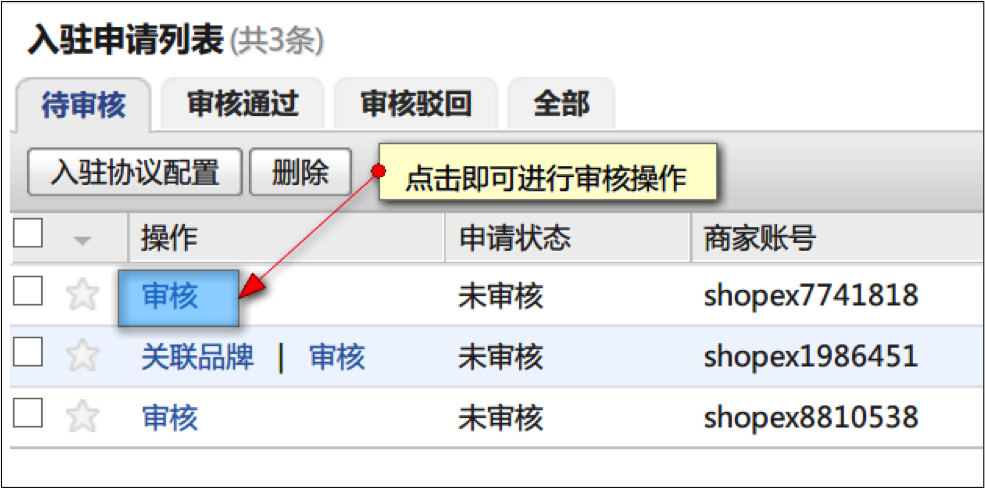 入驻申请列表(共3条)
待审核 审核通过 审核驳回 全部
入驻协议配置 删除 点击即可进行审核操作
操作 申请状态 商家账号
审核 未审核 shopex7741818
关联品牌 | 审核 未审核 shopex1986451
审核 未审核 shopex8810538